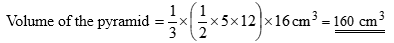 Volume of the pyramid = 1/3 × (1/2 × 5 × 12) × 16 cm³ = 160 cm³